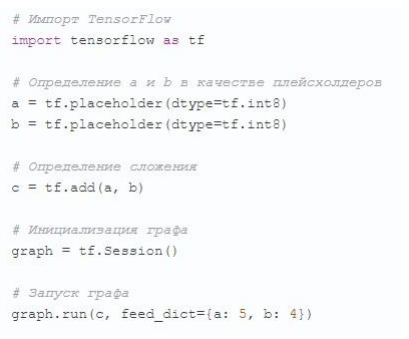 # Импорт TensorFlow
import tensorflow as tf
# Определение a и b в качестве плейсхолдеров
a = tf.placeholder(dtype=tf.int8)
b = tf.placeholder(dtype=tf.int8)
# Определение сложения
c = tf.add(a, b)
# Инициализация графа
graph = tf.Session()
# Запуск графа
graph.run(c, feed_dict={a: 5, b: 4})